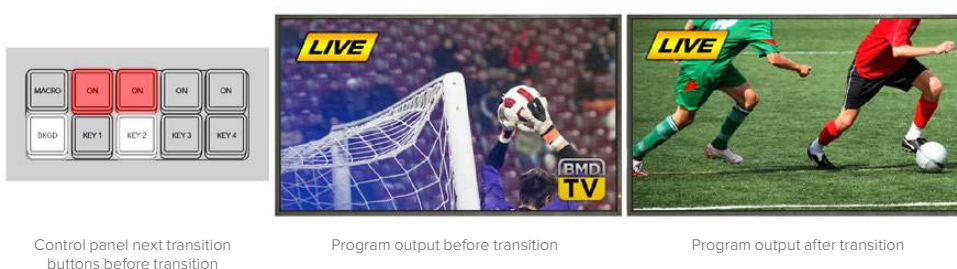 MACRO ON ON ON ON
BKGD KEY 1 KEY 2 KEY 3 KEY 4
LIVE
BMD
TV
LIVE
Control panel next transition
buttons before transition
Program output before transition
Program output after transition